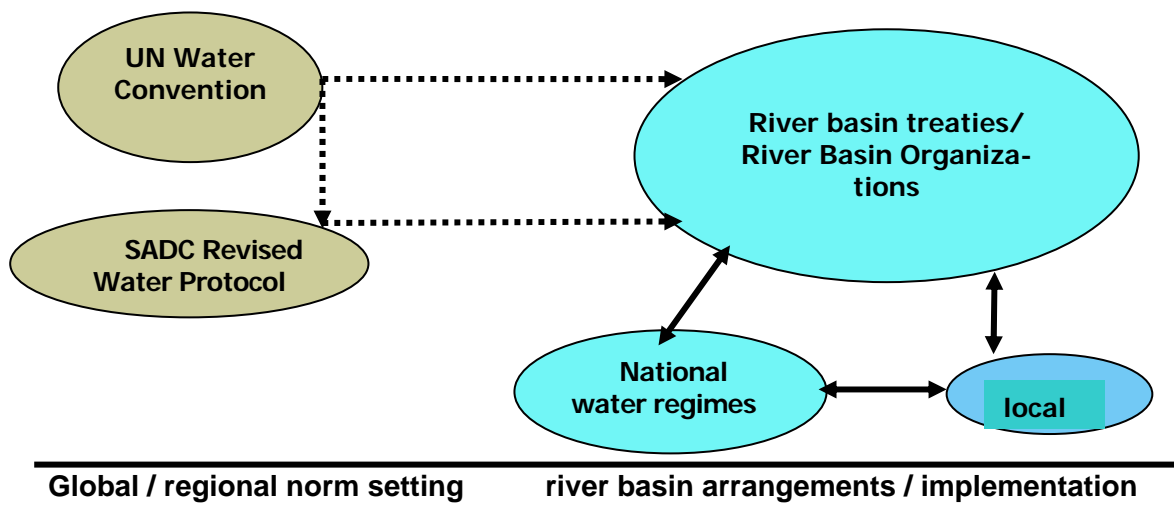 UN Water
Convention
River basin treaties/
River Basin Organiza-
tions
SADC Revised
Water Protocol
National
water regimes
local
Global / regional norm setting
river basin arrangements / implementation